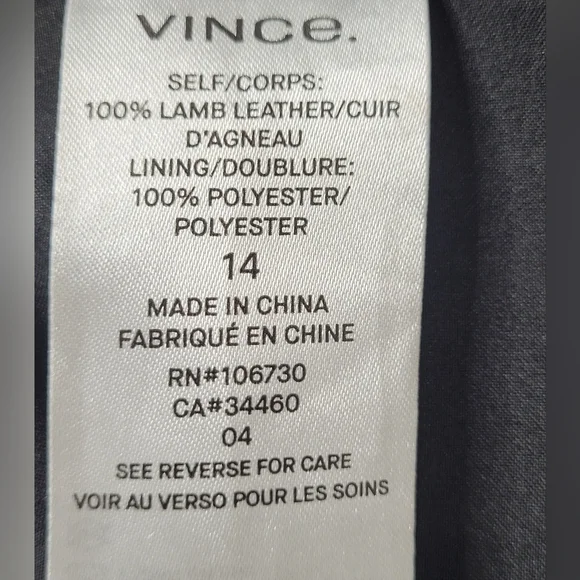 VINCe.
SELF/CORPS:
100% LAMB LEATHER/CUIR
D'AGNEAU
LINING/DOUBLURE:
100% POLYESTER/
POLYESTER
14
MADE IN CHINA
FABRIQUÉ EN CHINE
RN#106730
CA#34460
04
SEE REVERSE FOR CARE
VOIR AU VERSO POUR LES SOINS